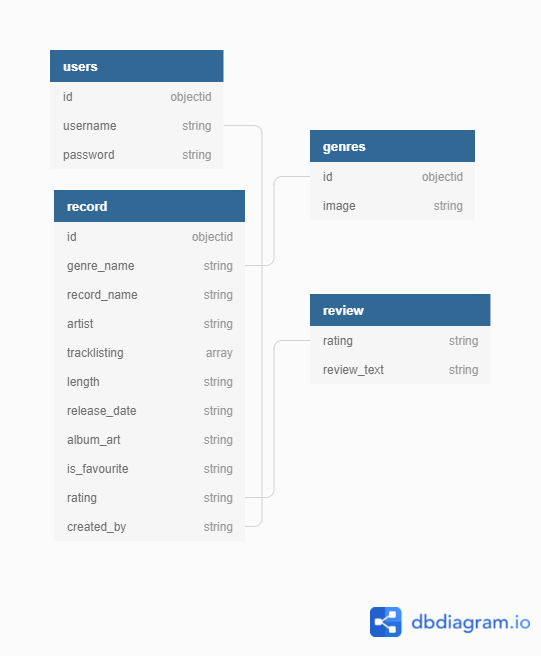 users
id objectid
username string
password string
record
id objectid
genre_name string
record_name string
artist string
tracklisting array
length string
release_date string
album_art string
is_favourite string
rating string
created_by string
genres
id objectid
image string
review
rating string
review_text string
dbdiagram.io